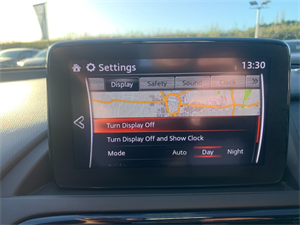 Settings 13:30
Display Safety Sound
Turn Display Off
Turn Display Off and Show Clock
Mode Auto Day Night